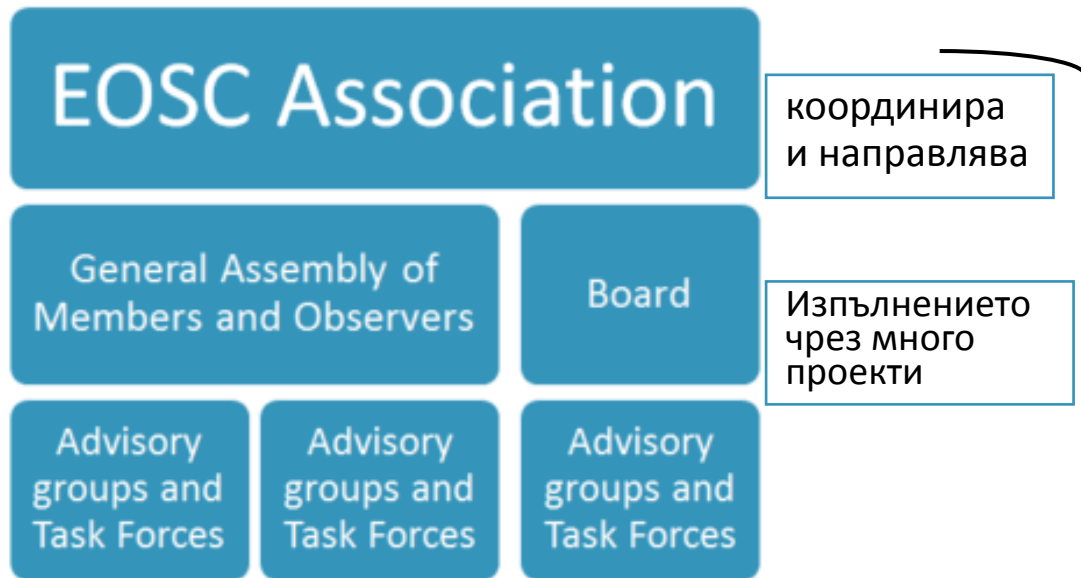 EOSC Association
координира
и направлява
General Assembly of
Members and Observers
Board
Изпълнението
чрез много
проекти
Advisory
groups and
Task Forces
Advisory
groups and
Task Forces
Advisory
groups and
Task Forces